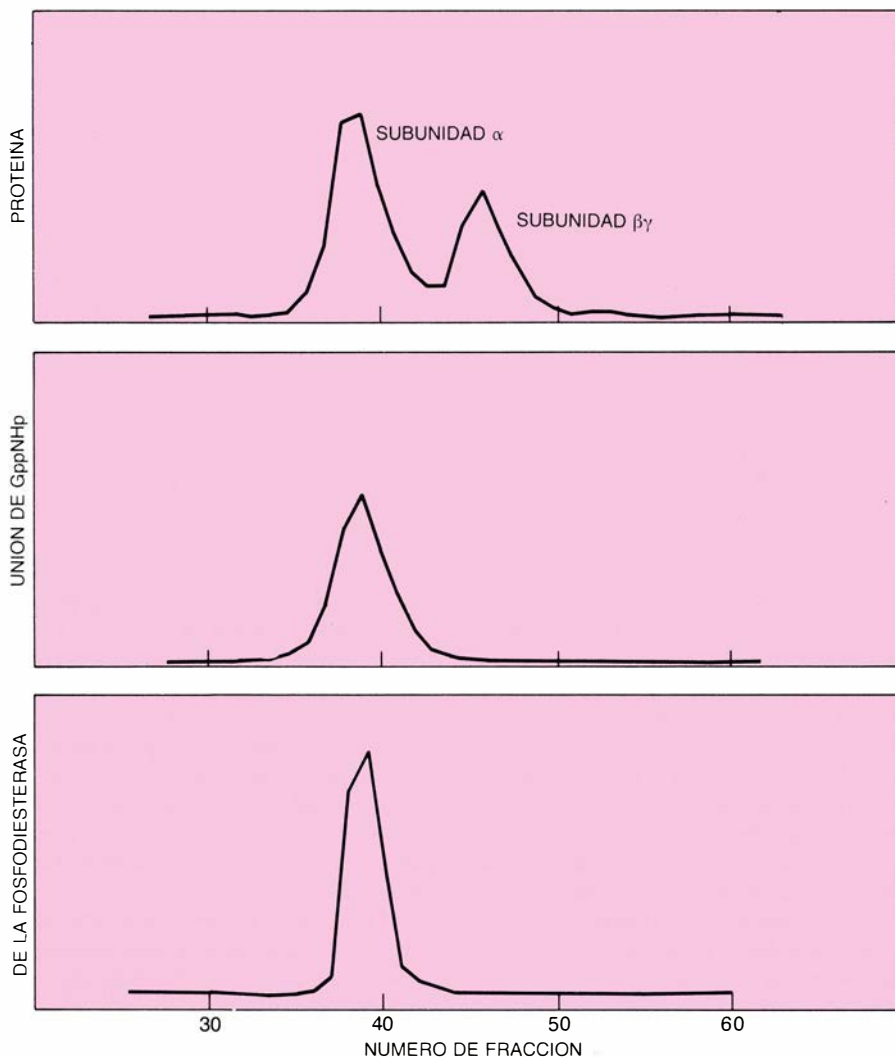 PROTEINA
SUBUNIDAD α
SUBUNIDAD βγ
UNION DE GppNHp
DE LA FOSFODIESTERASA
30 40 50 60
NUMERO DE FRACCION